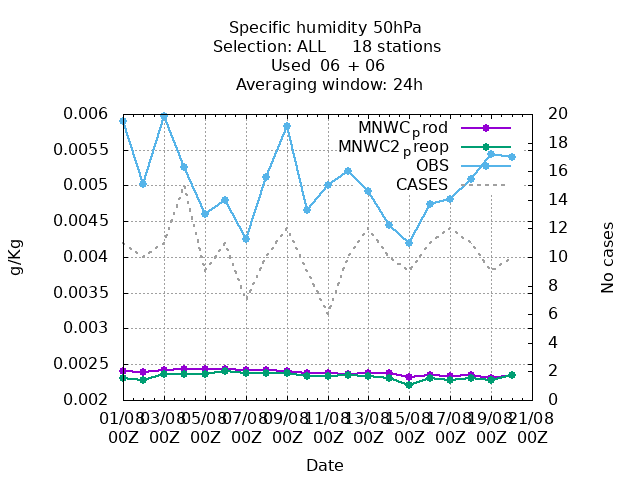 Specific humidity 50hPa
Selection: ALL 18 stations
Used 06 + 06
Averaging window: 24h
0.006
0.0055
0.005
0.0045
0.004
0.0035
0.003
0.0025
0.002
g/Kg
MNWCprod
MNWC2preop
OBS
CASES
20
18
16
14
12
10
8
6
4
2
0
No cases
01/08 03/08 05/08 07/08 09/08 11/08 13/08 15/08 17/08 19/08 21/08
00Z 00Z 00Z 00Z 00Z 00Z 00Z 00Z 00Z 00Z 00Z
Date